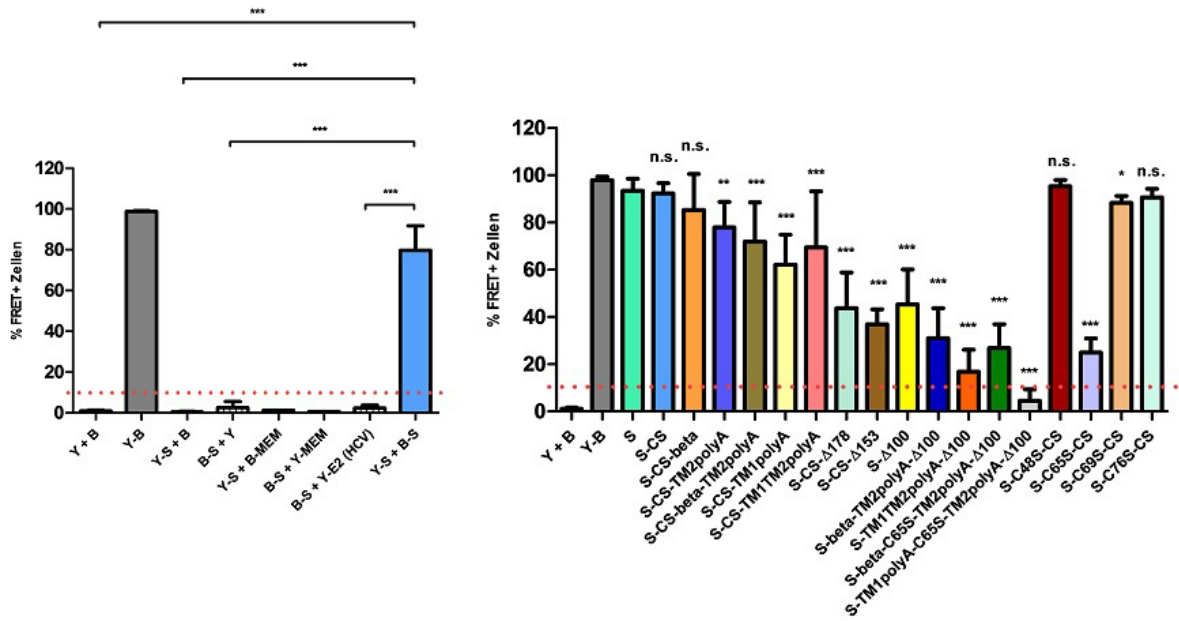 ***
***
***
***
120
100
80
60
40
20
0
% FRET+ Zellen
Y + B
Y-B
Y-S + B
B-S + Y
Y-S + B-MEM
B-S + Y-MEM
B-S + Y-E2 (HCV)
Y-S + B-S
120
100
80
60
40
20
0
% FRET+ Zellen
n.s.
n.s.
**
***
***
***
***
***
***
***
***
***
***
n.s.
***
*
n.s.
Y + B
Y-B
S
S-CS
S-CS-beta
S-CS-TM2polyA
S-CS-beta-TM2polyA
S-CS-TM1polyA
S-CS-TM1TM2polyA
S-CS-Δ178
S-CS-Δ153
S-Δ100
S-beta-TM2polyA-Δ100
S-TM1TM2polyA-Δ100
S-beta-C65S-TM2polyA-Δ100
S-TM1polyA-C65S-TM2polyA-Δ100
S-C48S-CS
S-C65S-CS
S-C69S-CS
S-C76S-CS